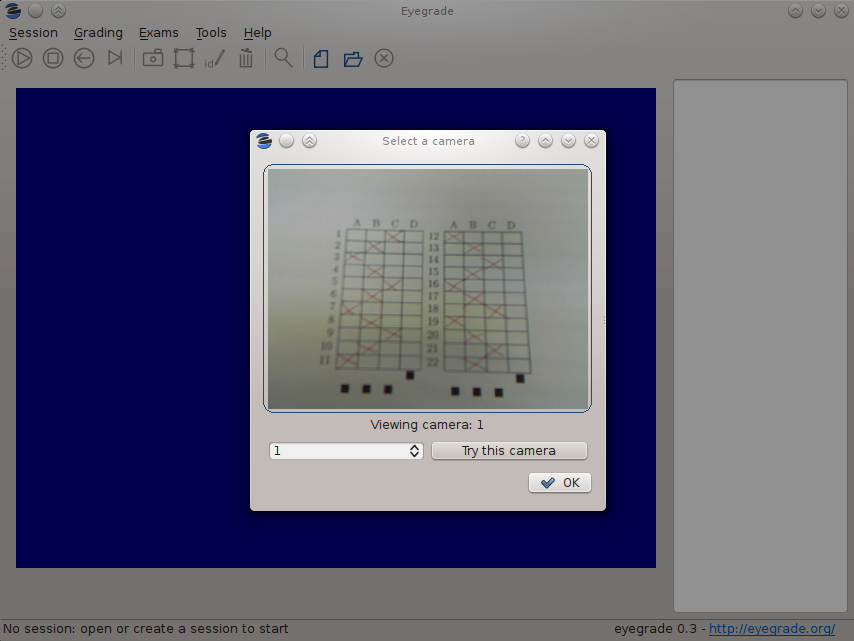 Eyegrade
Session Grading Exams Tools Help
id
Select a camera
A B C D A B C D
1 12
2 13
3 14
4 15
5 16
6 17
7 18
8 19
9 20
10 21
11 22
Viewing camera: 1
1 Try this camera
OK
No session: open or create a session to start eyegrade 0.3 - http://eyegrade.org/